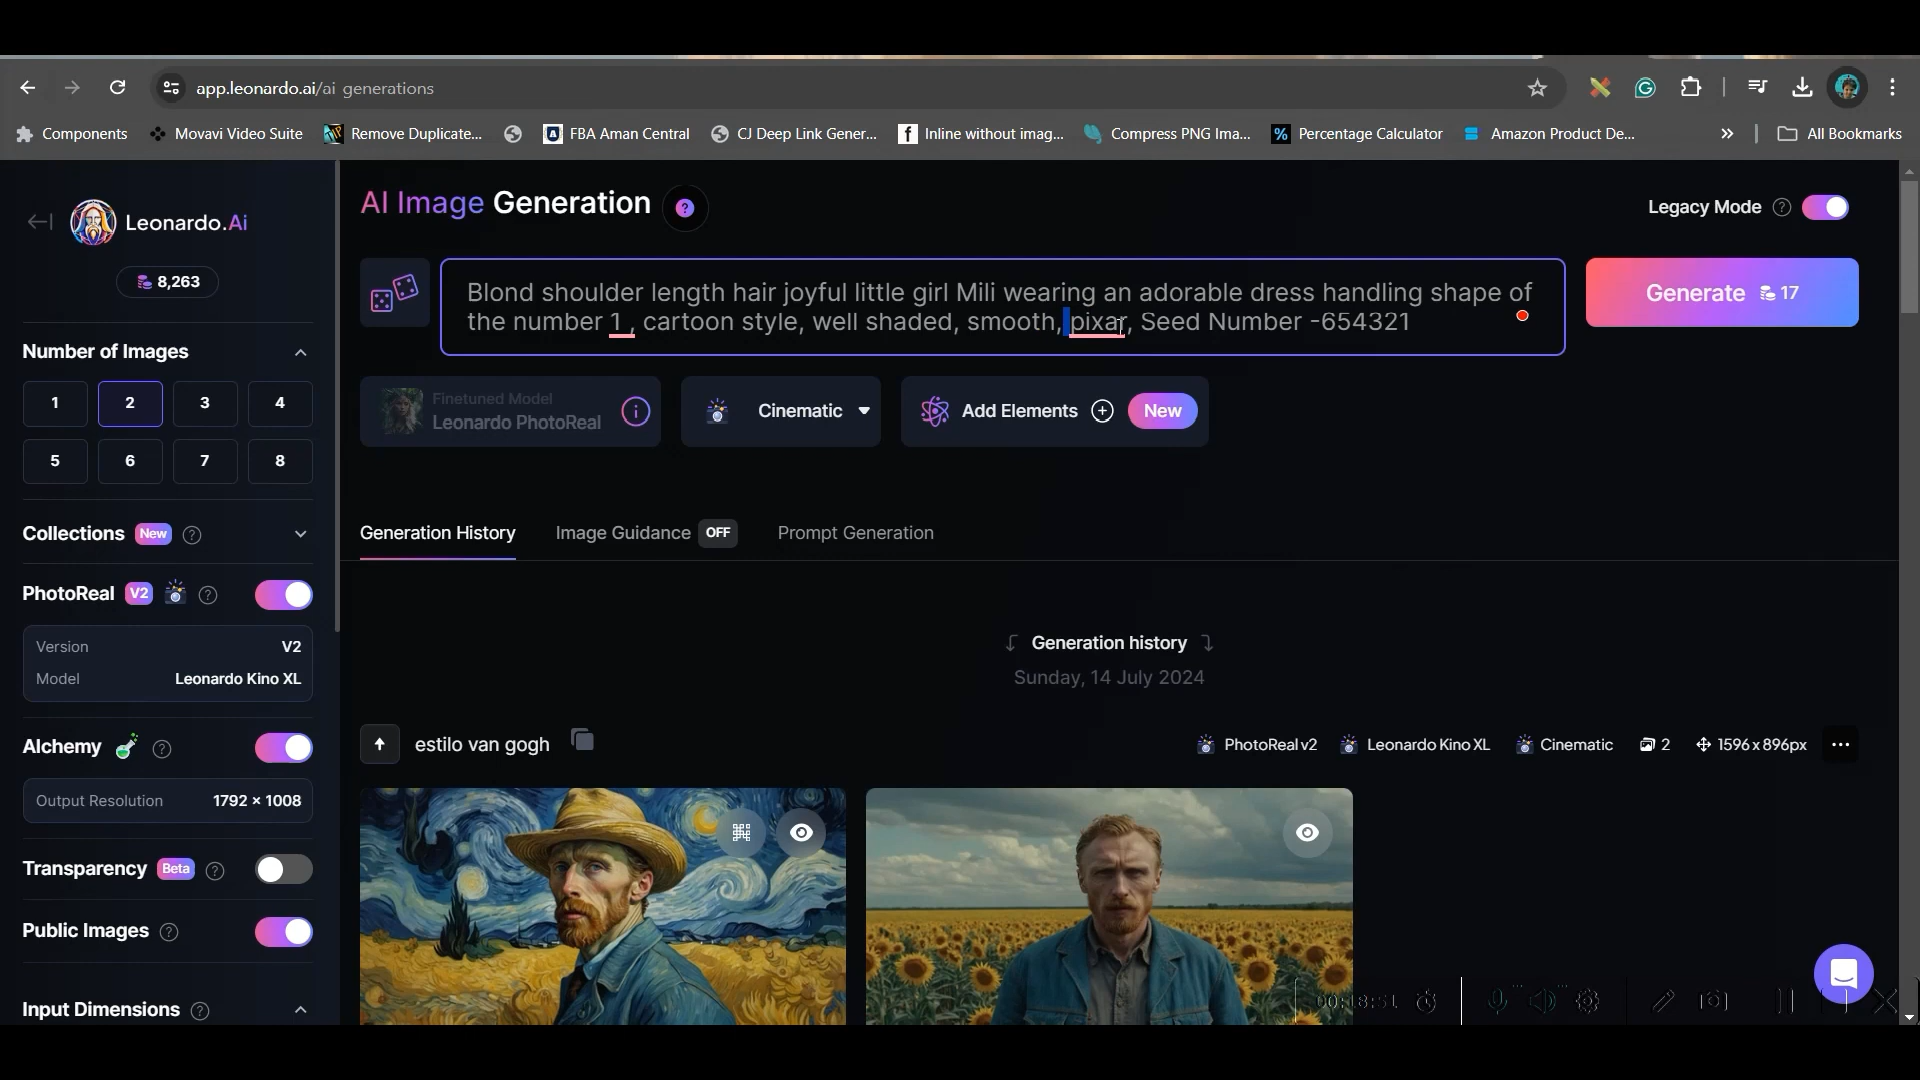 app.leonardo.ai/ai generations
Components
Movavi Video Suite
Remove Duplicate...
FBA Aman Central
CJ Deep Link Gener...
Inline without imag...
Compress PNG Ima...
Percentage Calculator
Amazon Product De...
All Bookmarks
Leonardo.Ai
8,263
Number of Images
1 2 3 4
5 6 7 8
Collections New
PhotoReal V2
Version V2
Model Leonardo Kino XL
Alchemy
Output Resolution 1792 × 1008
Transparency Beta
Public Images
Input Dimensions
AI Image Generation
Legacy Mode
Blond shoulder length hair joyful little girl Mili wearing an adorable dress handling shape of
the number 1 , cartoon style, well shaded, smooth, pixar, Seed Number -654321
Generate 17
Finetuned Model
Leonardo PhotoReal
Cinematic
Add Elements New
Generation History
Image Guidance OFF
Prompt Generation
Generation history
Sunday, 14 July 2024
estilo van gogh
PhotoReal v2
Leonardo Kino XL
Cinematic
2
1596 x 896px
00:18:51